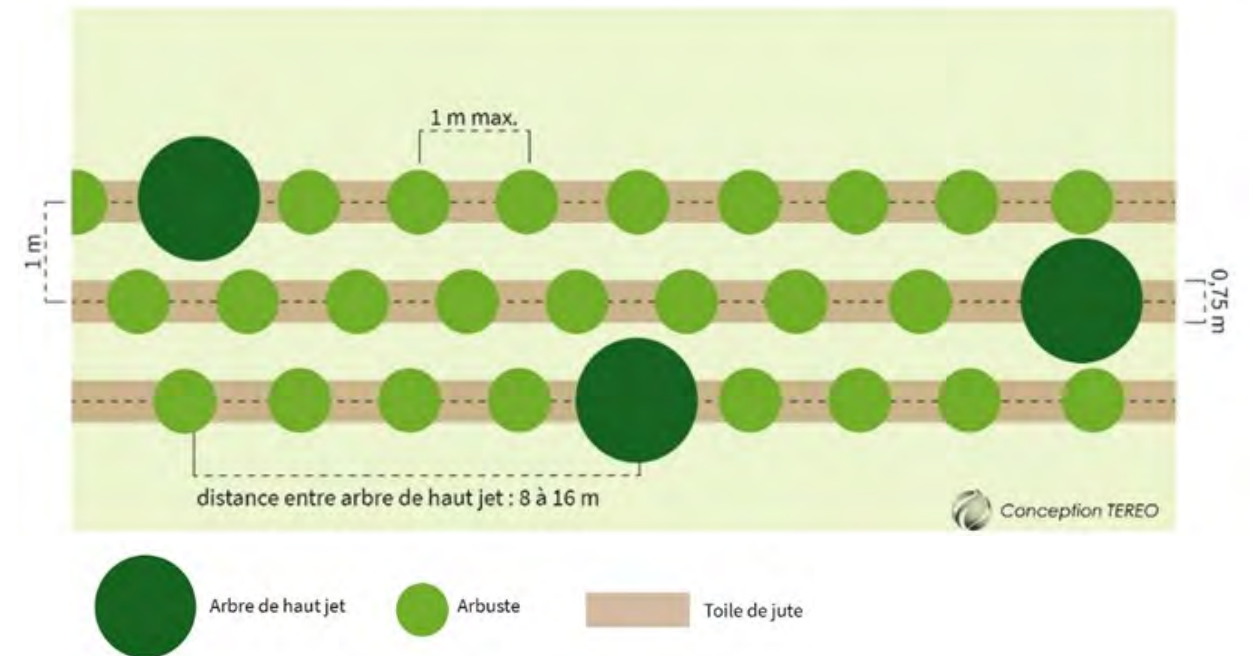 1 m max.
1 m
0,75 m
distance entre arbre de haut jet : 8 à 16 m
Conception TEREO
Arbre de haut jet
Arbuste
Toile de jute